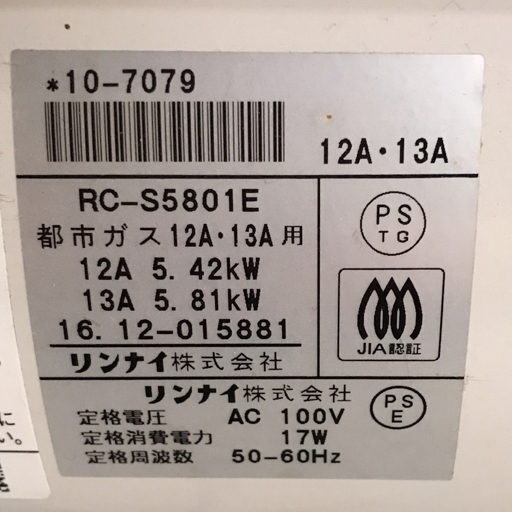 *10-7079
12A・13A
RC-S5801E
都市ガス12A・13A用
12A 5.42kW
13A 5.81kW
16.12-015881
リンナイ株式会社
PS
TG
JIA認証
リンナイ株式会社
定格電圧 AC 100V
定格消費電力 17W
定格周波数 50-60Hz
PS
E
に
い。